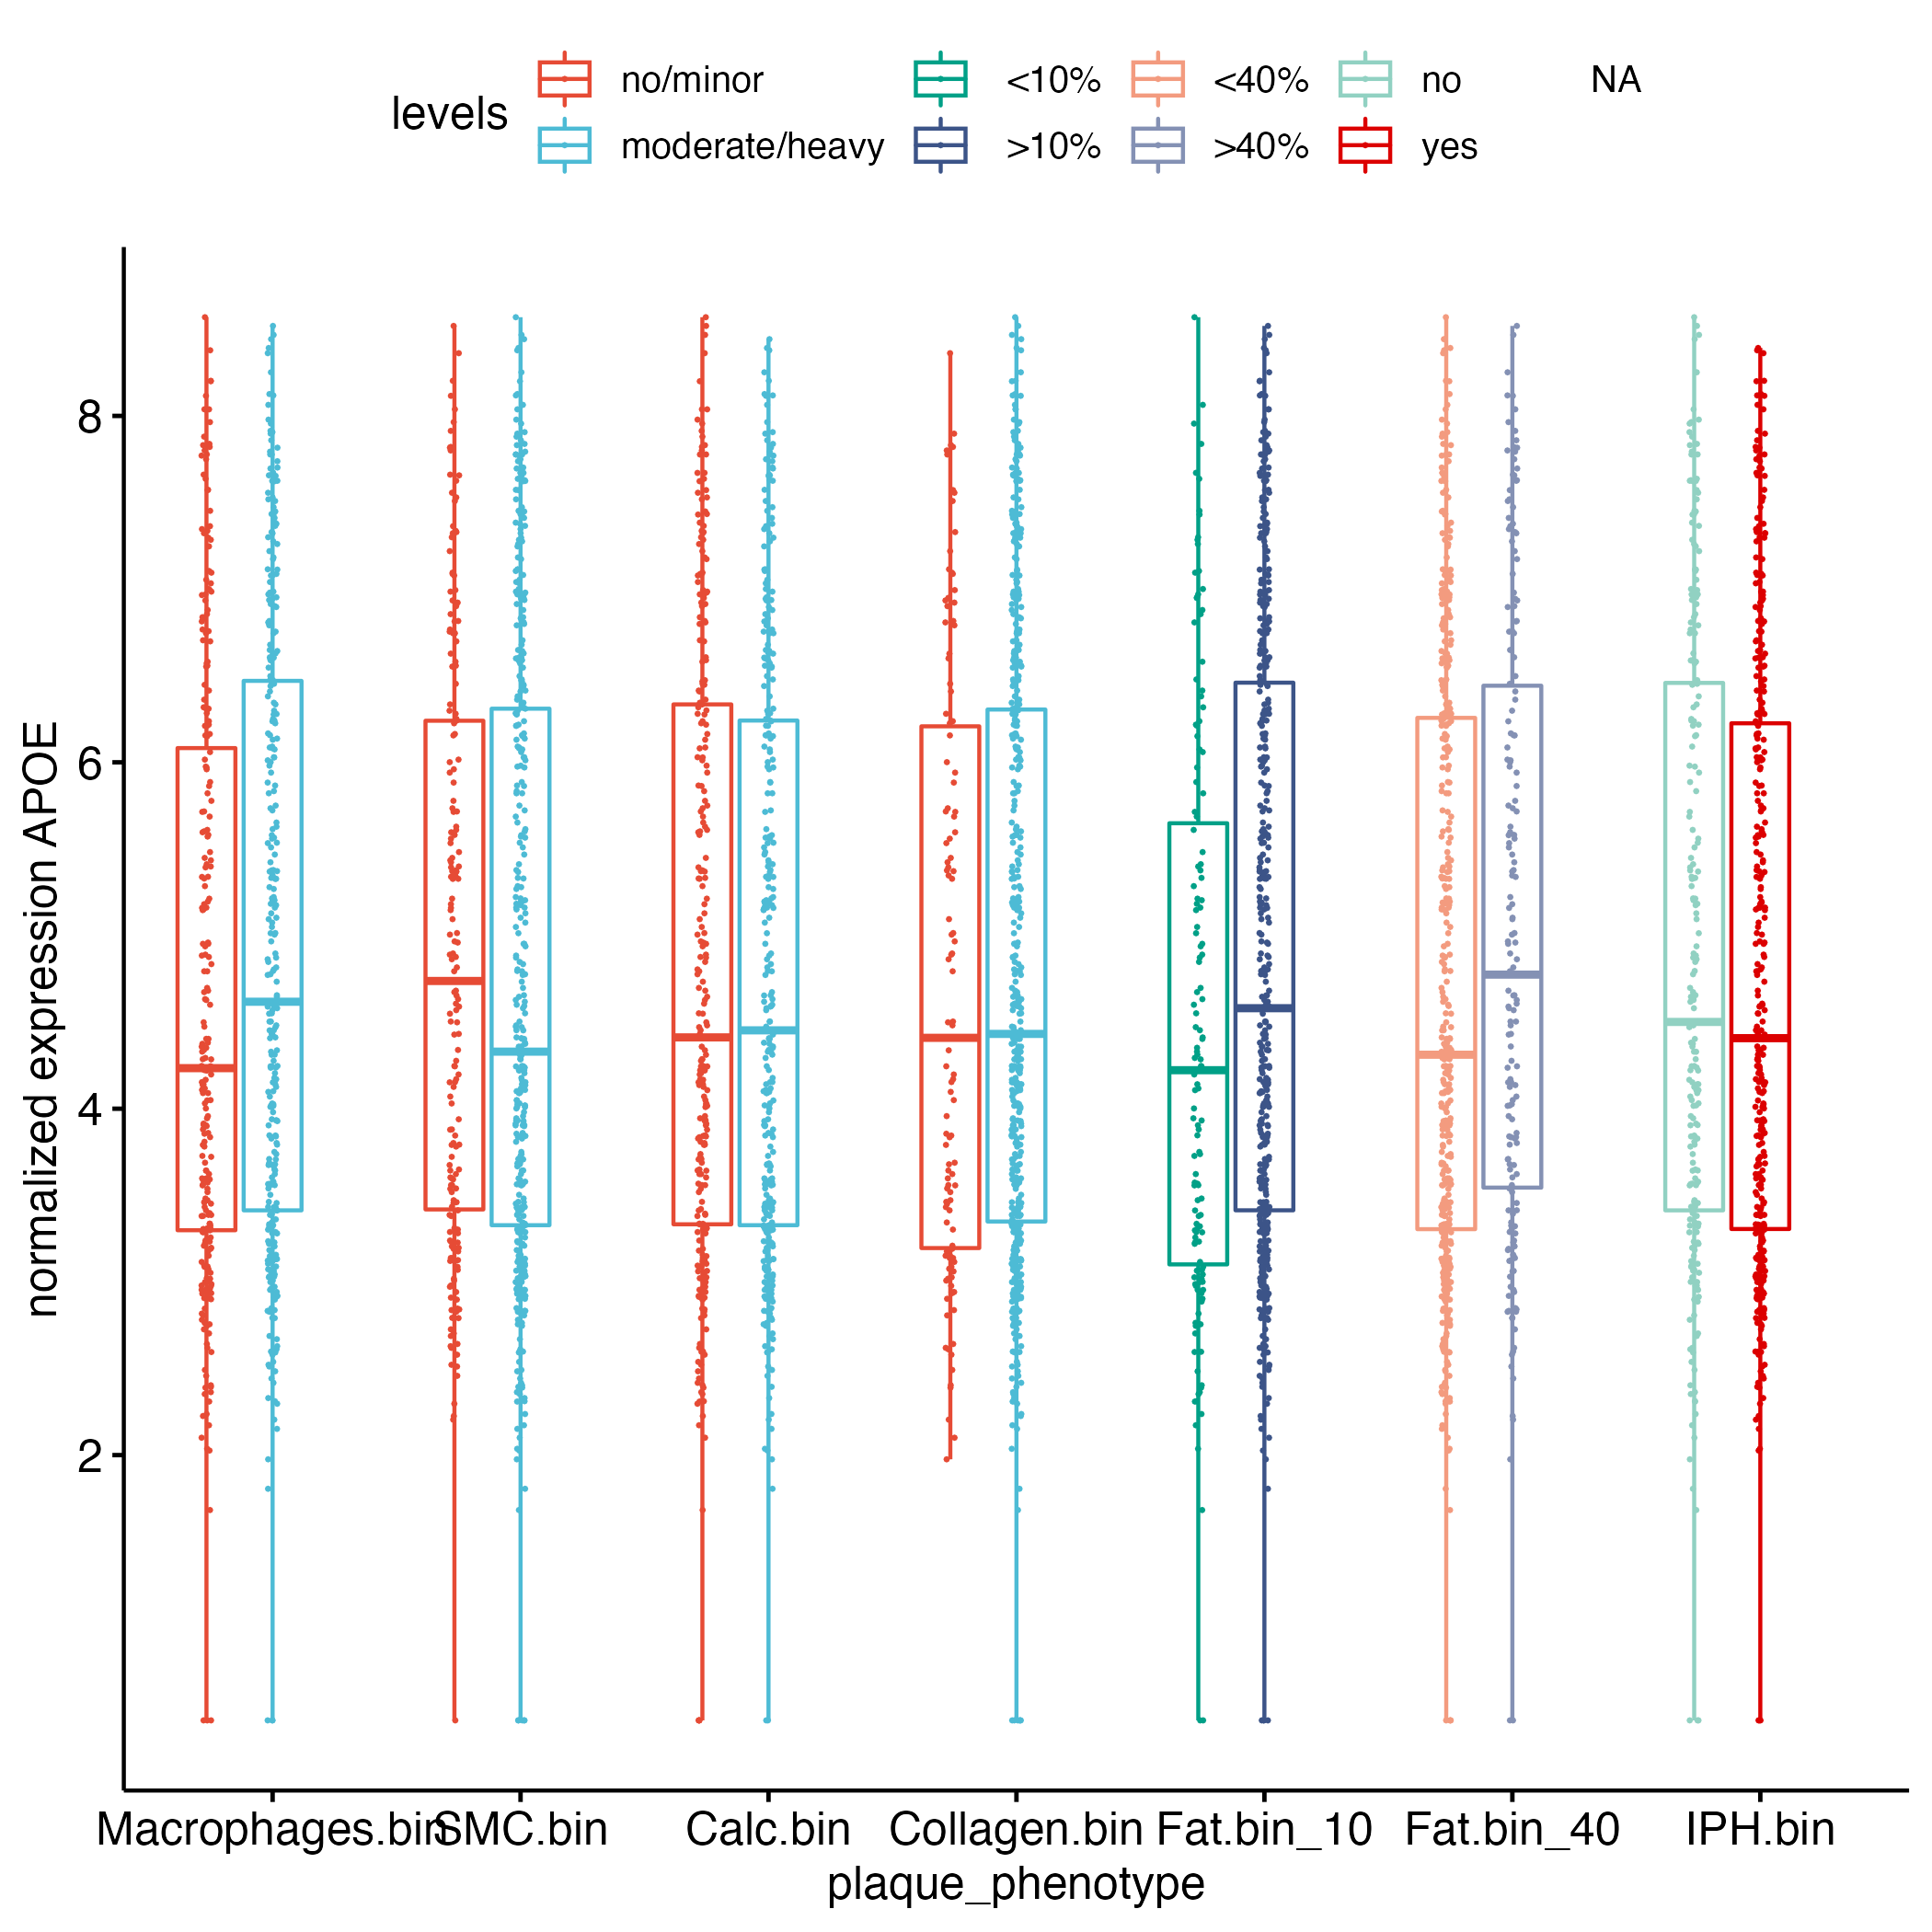 levels
no/minor <10% <40% no NA
moderate/heavy >10% >40% yes
normalized expression APOE
8
6
4
2
Macrophages.bin SMC.bin Calc.bin Collagen.bin Fat.bin_10 Fat.bin_40 IPH.bin
plaque_phenotype